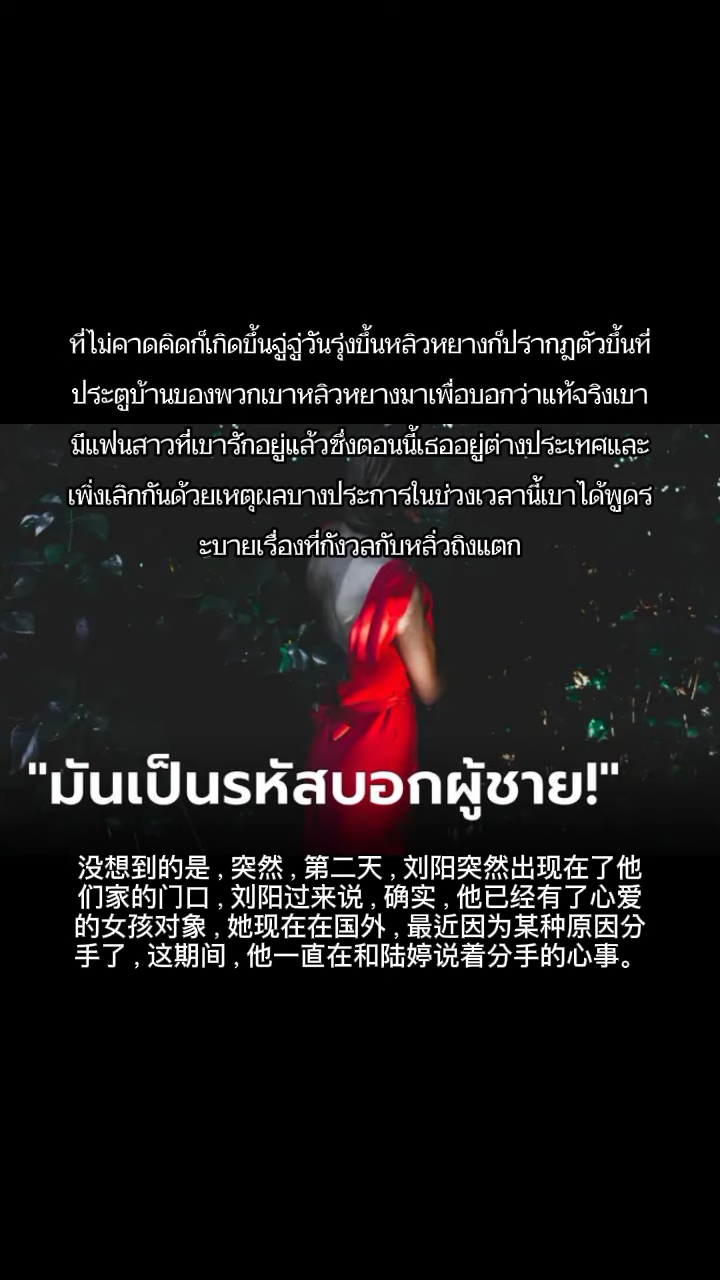 ที่ไม่คาดคิดก็เกิดขึ้นจู่จู่วันรุ่งขึ้นหลิวหยางก็ปรากฎตัวขึ้นที่
ประตูบ้านของพวกเขาหลิวหยางมาเพื่อบอกว่าแท้จริงเขา
มีแฟนสาวที่เขารักอยู่แล้วซึ่งตอนนี้เธออยู่ต่างประเทศและ
เพิ่งเลิกกันด้วยเหตุผลบางประการในช่วงเวลานี้เขาได้พูดร
ะบายเรื่องที่กังวลกับหลิ่วถิงแตก
"มันเป็นรหัสบอกผู้ชาย!"
没想到的是，突然，第二天，刘阳突然出现在了他
们家的门口，刘阳过来说，确实，他已经有了心爱
的女孩对象，她现在在国外，最近因为某种原因分
手了，这期间，他一直在和陆婷说着分手的心事。